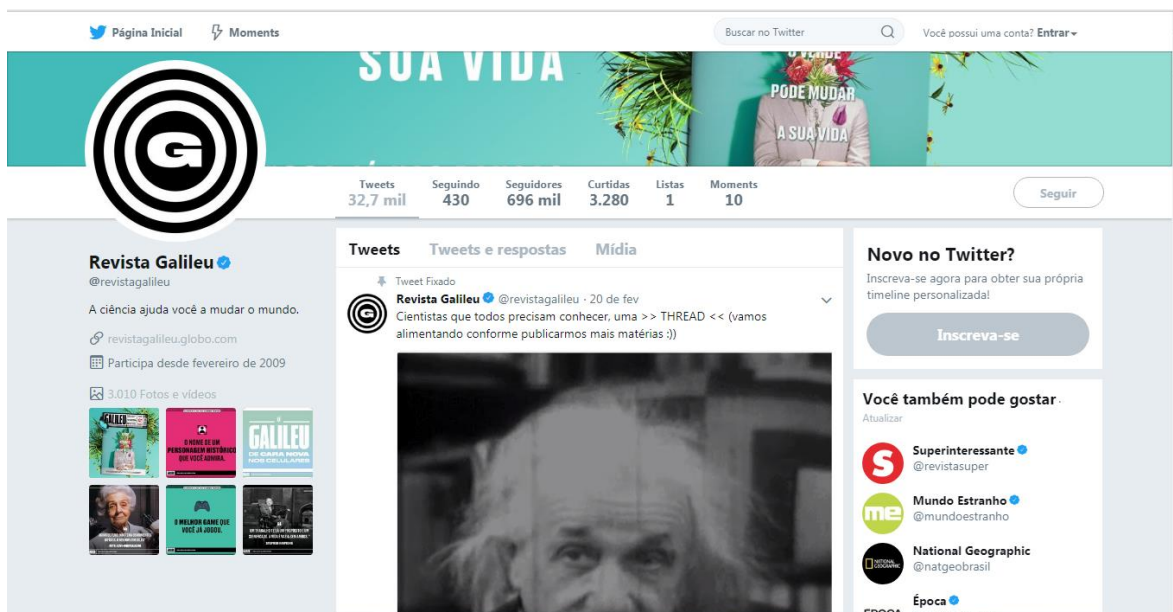 Página Inicial
Moments
Buscar no Twitter
Você possui uma conta? Entrar
SUA VIDA
O VERDE
PODE MUDAR
A SUA VIDA
G
Tweets
32,7 mil
Seguindo
430
Seguidores
696 mil
Curtidas
3.280
Listas
1
Moments
10
Seguir
Revista Galileu
@revistagalileu
A ciência ajuda você a mudar o mundo.
revistagalileu.globo.com
Participa desde fevereiro de 2009
3.010 Fotos e vídeos
GALILEU
O NOME DE UM
PERSONAGEM HISTÓRICO
QUE VOCÊ ADMIRA.
GALILEU
DE CARA NOVA
NOS CELULARES
O MELHOR GAME QUE
VOCÊ JÁ JOGOU.
Tweets
Tweets e respostas
Mídia
Tweet Fixado
Revista Galileu @revistagalileu · 20 de fev
Cientistas que todos precisam conhecer, uma >> THREAD << (vamos
alimentando conforme publicarmos mais matérias :))
Novo no Twitter?
Inscreva-se agora para obter sua própria
timeline personalizada!
Inscreva-se
Você também pode gostar
Atualizar
S
Superinteressante
@revistasuper
me
Mundo Estranho
@mundoestranho
NATIONAL
GEOGRAPHIC
National Geographic
@natgeobrasil
Época